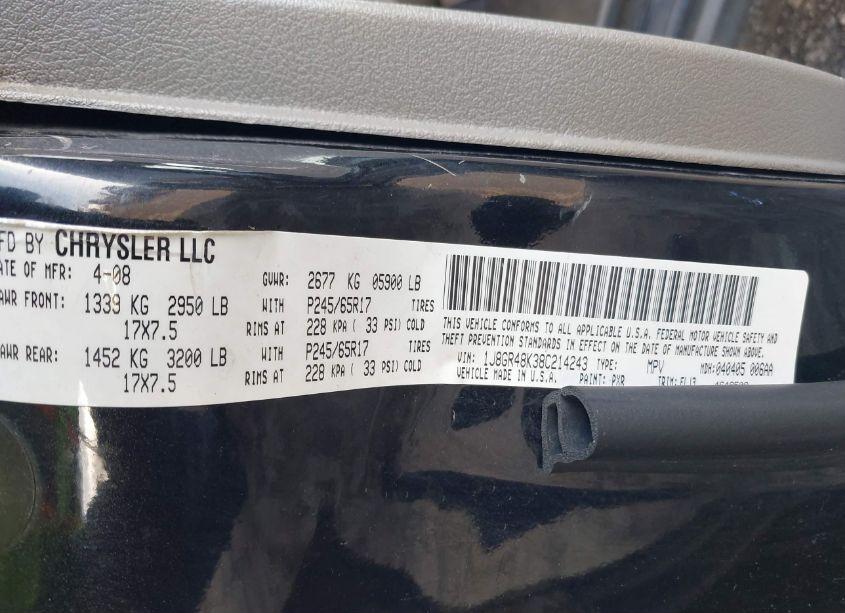 FD BY CHRYSLER LLC
ATE OF MFR: 4-08 GVWR: 2677 KG 05900 LB
AWR FRONT: 1339 KG 2950 LB WITH P245/65R17 TIRES
17X7.5 RIMS AT 228 KPA ( 33 PSI) COLD
AWR REAR: 1452 KG 3200 LB WITH P245/65R17 TIRES
17X7.5 RIMS AT 228 KPA ( 33 PSI) COLD
THIS VEHICLE CONFORMS TO ALL APPLICABLE U.S.A. FEDERAL MOTOR VEHICLE SAFETY AND
THEFT PREVENTION STANDARDS IN EFFECT ON THE DATE OF MANUFACTURE SHOWN ABOVE.
VIN: 1J8GR48K38C214243 TYPE: MPV MDH: 040405 006AA
VEHICLE MADE IN U.S.A. PAINT: PXR TRIM: